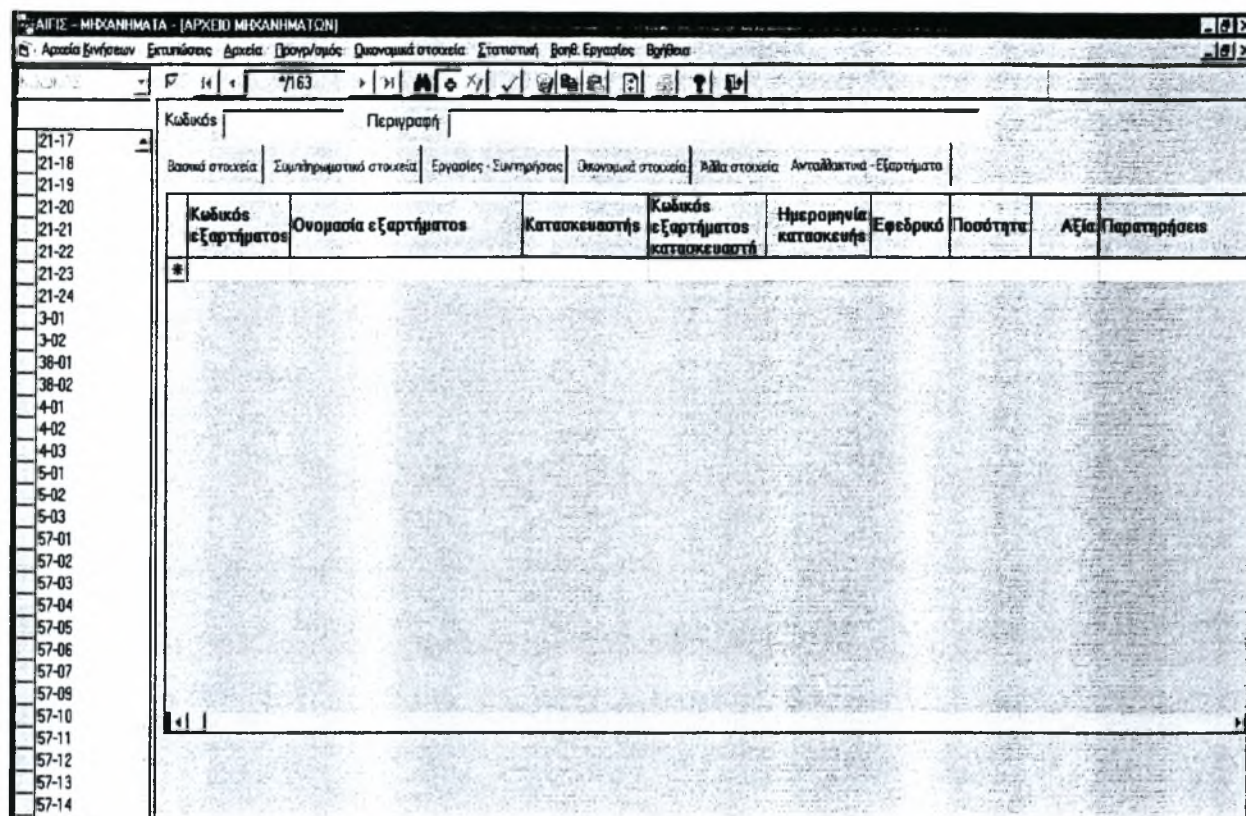 ΑΙΓΙΣ - ΜΗΧΑΝΗΜΑΤΑ - [ΑΡΧΕΙΟ ΜΗΧΑΝΗΜΑΤΩΝ]
Αρχεία Κινήσεων Εκτυπώσεις Αρχεία Προγρ/σμός Οικονομικά στοιχεία Στατιστική Βοηθ. Εργασίες Βοήθεια
*/163
Κωδικός Περιγραφή
Βασικά στοιχεία Συμπληρωματικά στοιχεία Εργασίες - Συντηρήσεις Οικονομικά στοιχεία Άλλα στοιχεία Ανταλλακτικά - Εξαρτήματα
Κωδικός εξαρτήματος
Ονομασία εξαρτήματος
Κατασκευαστής
Κωδικός εξαρτήματος κατασκευαστή
Ημερομηνία κατασκευής
Εφεδρικό
Ποσότητα
Αξία
Παρατηρήσεις
21-17
21-18
21-19
21-20
21-21
21-22
21-23
21-24
3-01
3-02
38-01
38-02
4-01
4-02
4-03
5-01
5-02
5-03
57-01
57-02
57-03
57-04
57-05
57-06
57-07
57-09
57-10
57-11
57-12
57-13
57-14